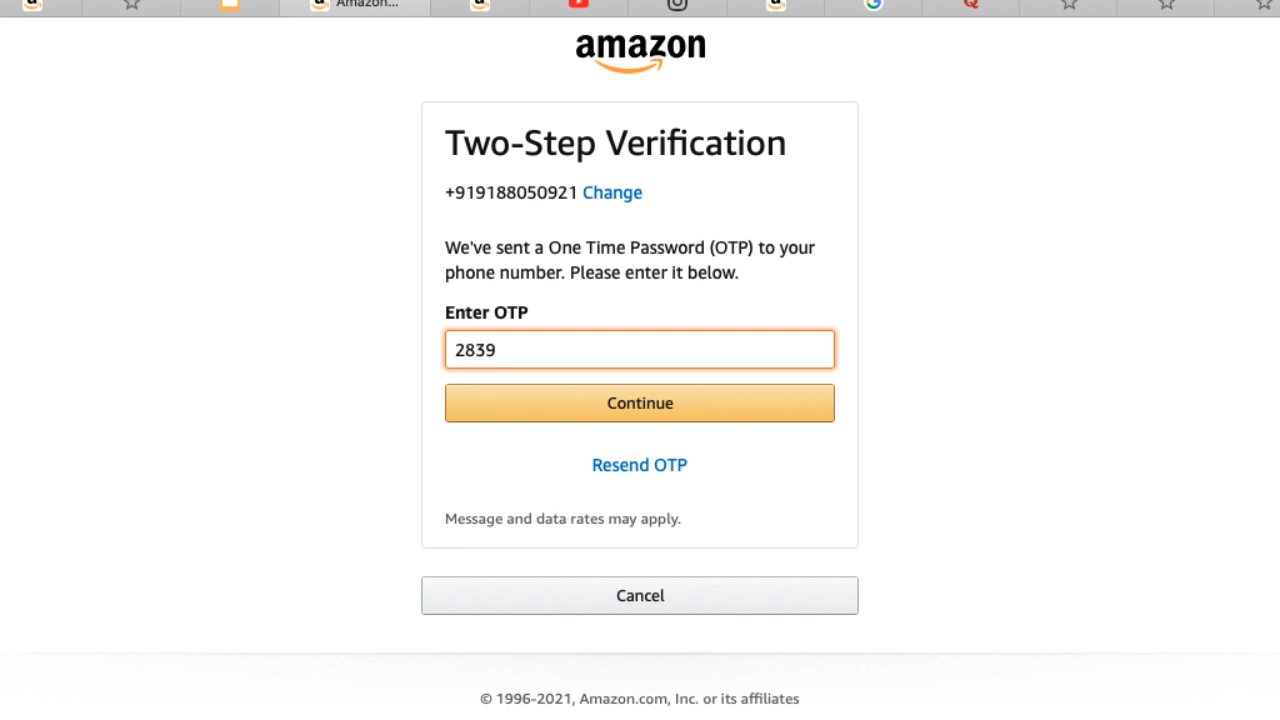 Amazon...
amazon
Two-Step Verification
+919188050921 Change
We've sent a One Time Password (OTP) to your
phone number. Please enter it below.
Enter OTP
2839
Continue
Resend OTP
Message and data rates may apply.
Cancel
© 1996-2021, Amazon.com, Inc. or its affiliates